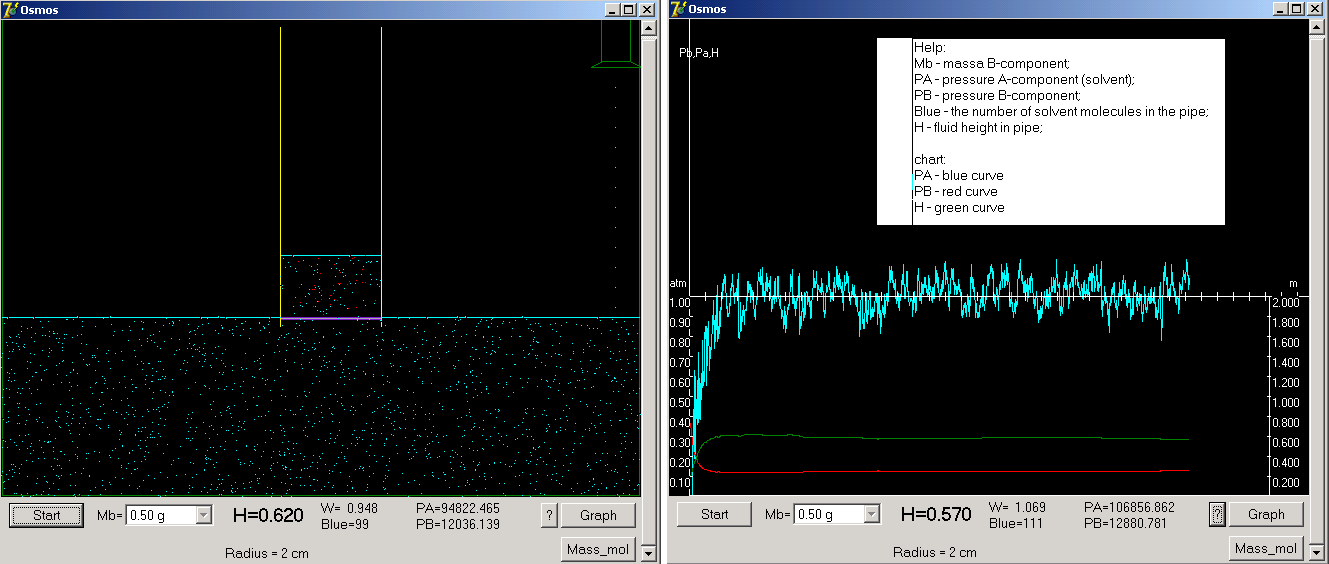 Osmos
Start
Mb=
0.50 g
H=0.620
W= 0.948
Blue=99
PA=94822.465
PB=12036.139
?
Graph
Radius = 2 cm
Mass_mol
Osmos
Pb,Pa,H
Help:
Mb - massa B-component;
PA - pressure A-component (solvent);
PB - pressure B-component;
Blue - the number of solvent molecules in the pipe;
H - fluid height in pipe;
chart:
PA - blue curve
PB - red curve
H - green curve
atm
1.00
0.90
0.80
0.70
0.60
0.50
0.40
0.30
0.20
0.10
m
2.000
1.800
1.600
1.400
1.200
1.000
0.800
0.600
0.400
0.200
Start
Mb=
0.50 g
H=0.570
W= 1.069
Blue=111
PA=106856.862
PB=12880.781
?
Graph
Radius = 2 cm
Mass_mol